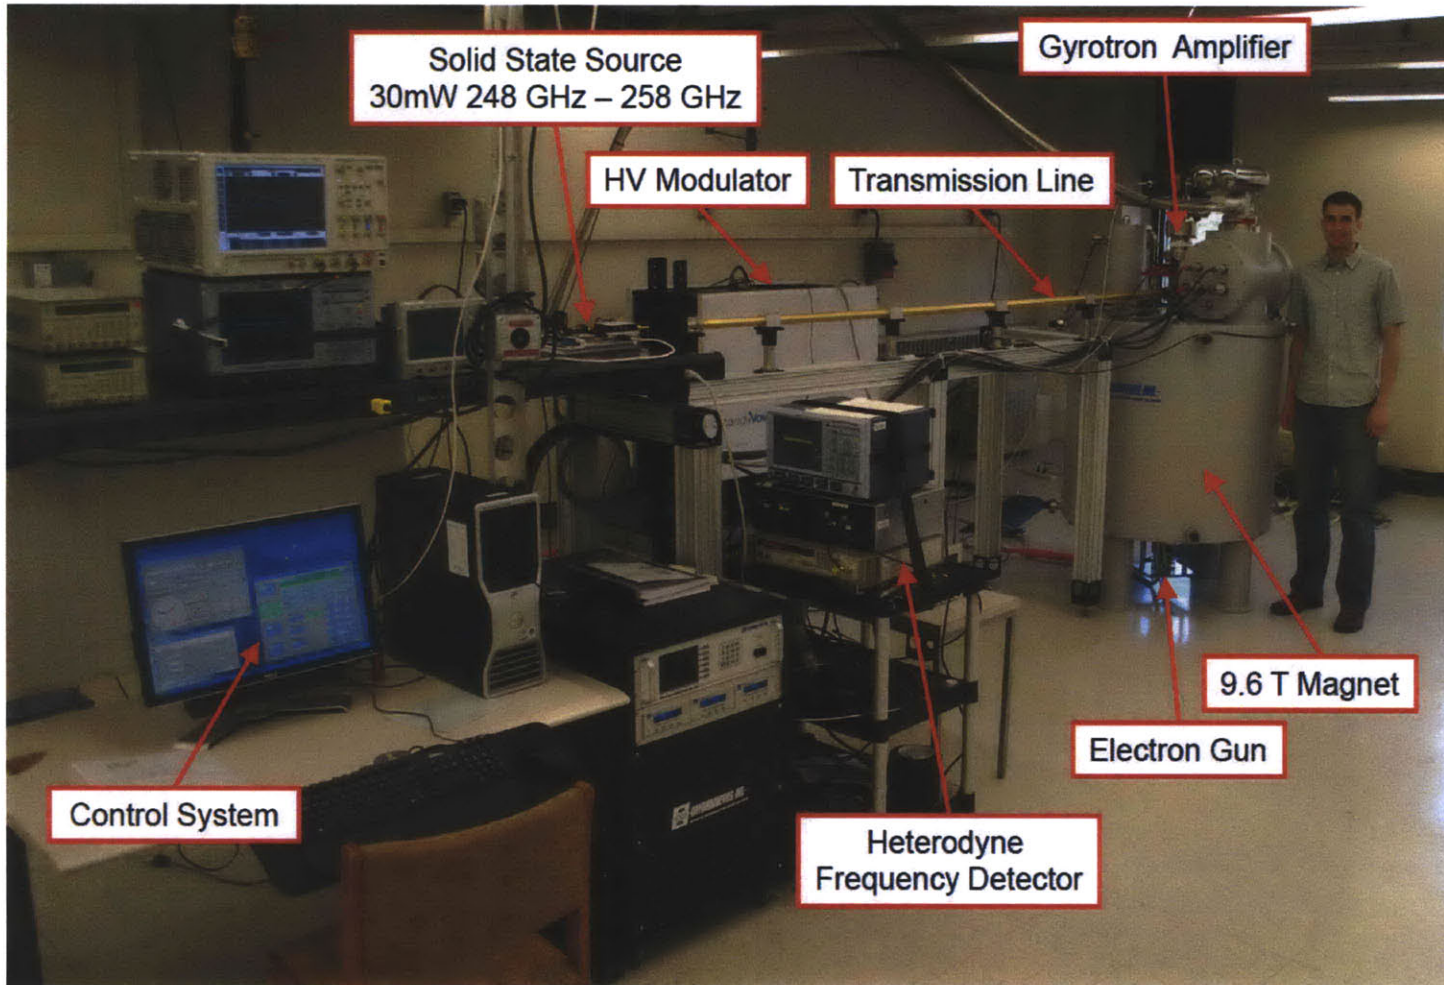 Solid State Source
30mW 248 GHz – 258 GHz
Gyrotron Amplifier
HV Modulator
Transmission Line
9.6 T Magnet
Electron Gun
Control System
Heterodyne
Frequency Detector